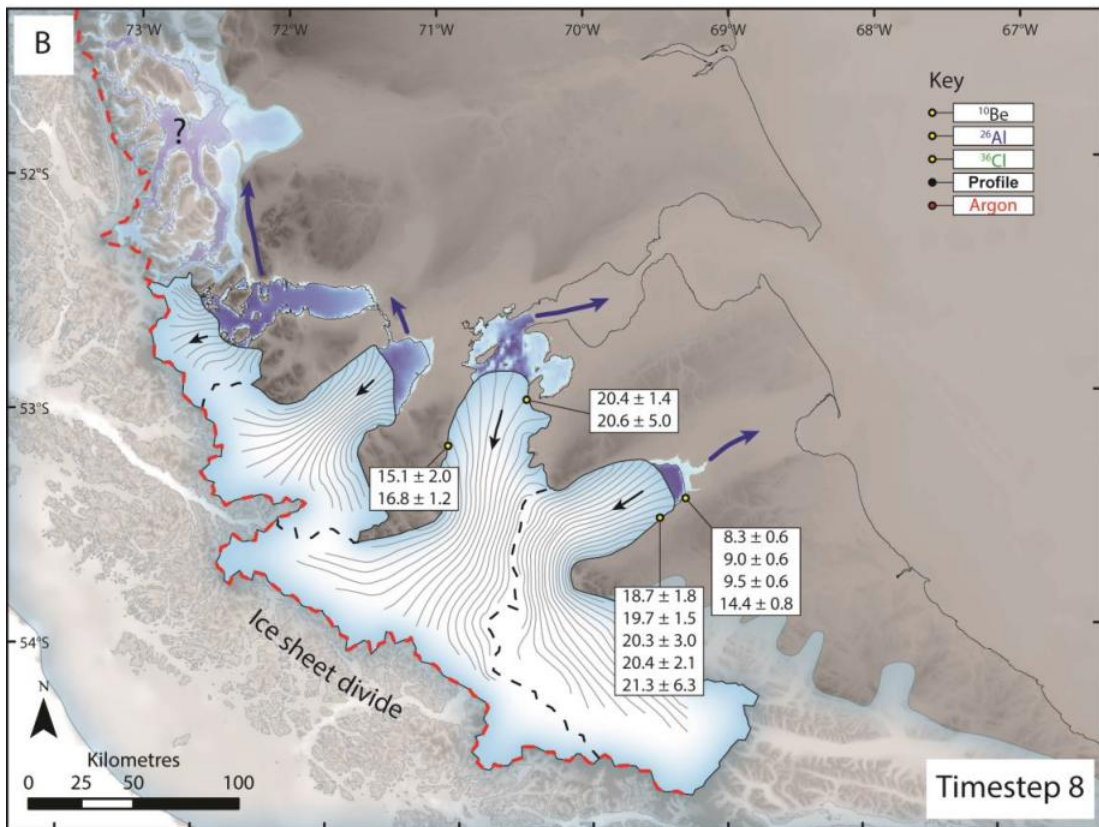 B
73°W
72°W
71°W
70°W
69°W
68°W
67°W
Key
¹⁰Be
²⁶Al
³⁶Cl
Profile
Argon
?
52°S
53°S
20.4 ± 1.4
20.6 ± 5.0
15.1 ± 2.0
16.8 ± 1.2
8.3 ± 0.6
9.0 ± 0.6
9.5 ± 0.6
14.4 ± 0.8
18.7 ± 1.8
19.7 ± 1.5
20.3 ± 3.0
20.4 ± 2.1
21.3 ± 6.3
54°S
Ice sheet divide
N
Kilometres
0 25 50 100
Timestep 8